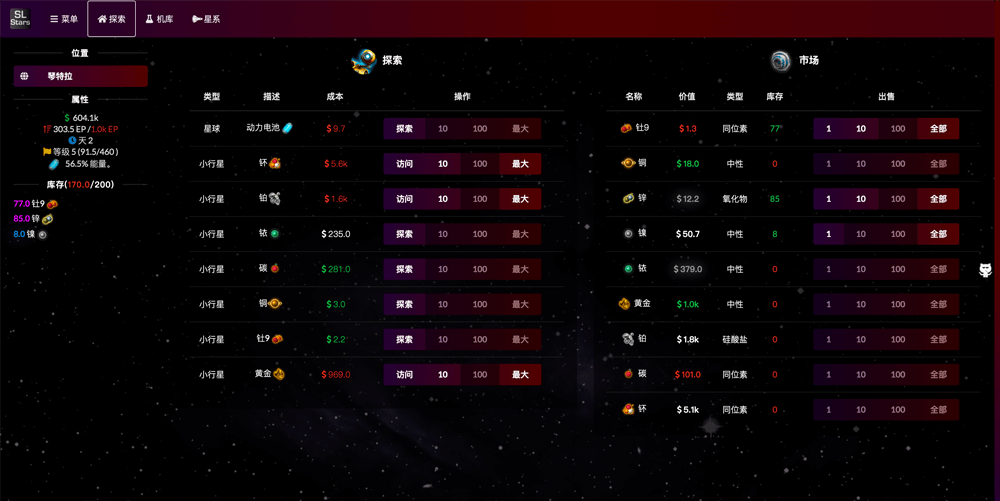 SL
Stars
菜单
探索
机库
星系
位置
琴特拉
属性
$ 604.1k
303.5 EP /1.0k EP
天 2
等级 5 (91.5/460 )
56.5% 能量。
库存(170.0/200)
77.0 钍9
85.0 锌
8.0 镍
探索
类型 描述 成本 操作
星球 动力电池 $ 9.7 探索 10 100 最大
小行星 钚 $ 5.6k 访问 10 100 最大
小行星 铂 $ 1.6k 访问 10 100 最大
小行星 铱 $ 235.0 探索 10 100 最大
小行星 碳 $ 281.0 探索 10 100 最大
小行星 铜 $ 3.0 探索 10 100 最大
小行星 钍9 $ 2.2 探索 10 100 最大
小行星 黄金 $ 969.0 访问 10 100 最大
市场
名称 价值 类型 库存 出售
钍9 $ 1.3 同位素 77* 1 10 100 全部
铜 $ 18.0 中性 0 1 10 100 全部
锌 $ 12.2 氧化物 85 1 10 100 全部
镍 $ 50.7 中性 8 1 10 100 全部
铱 $ 379.0 中性 0 1 10 100 全部
黄金 $ 1.0k 中性 0 1 10 100 全部
铂 $ 1.8k 硅酸盐 0 1 10 100 全部
碳 $ 101.0 同位素 0 1 10 100 全部
钚 $ 5.1k 同位素 0 1 10 100 全部